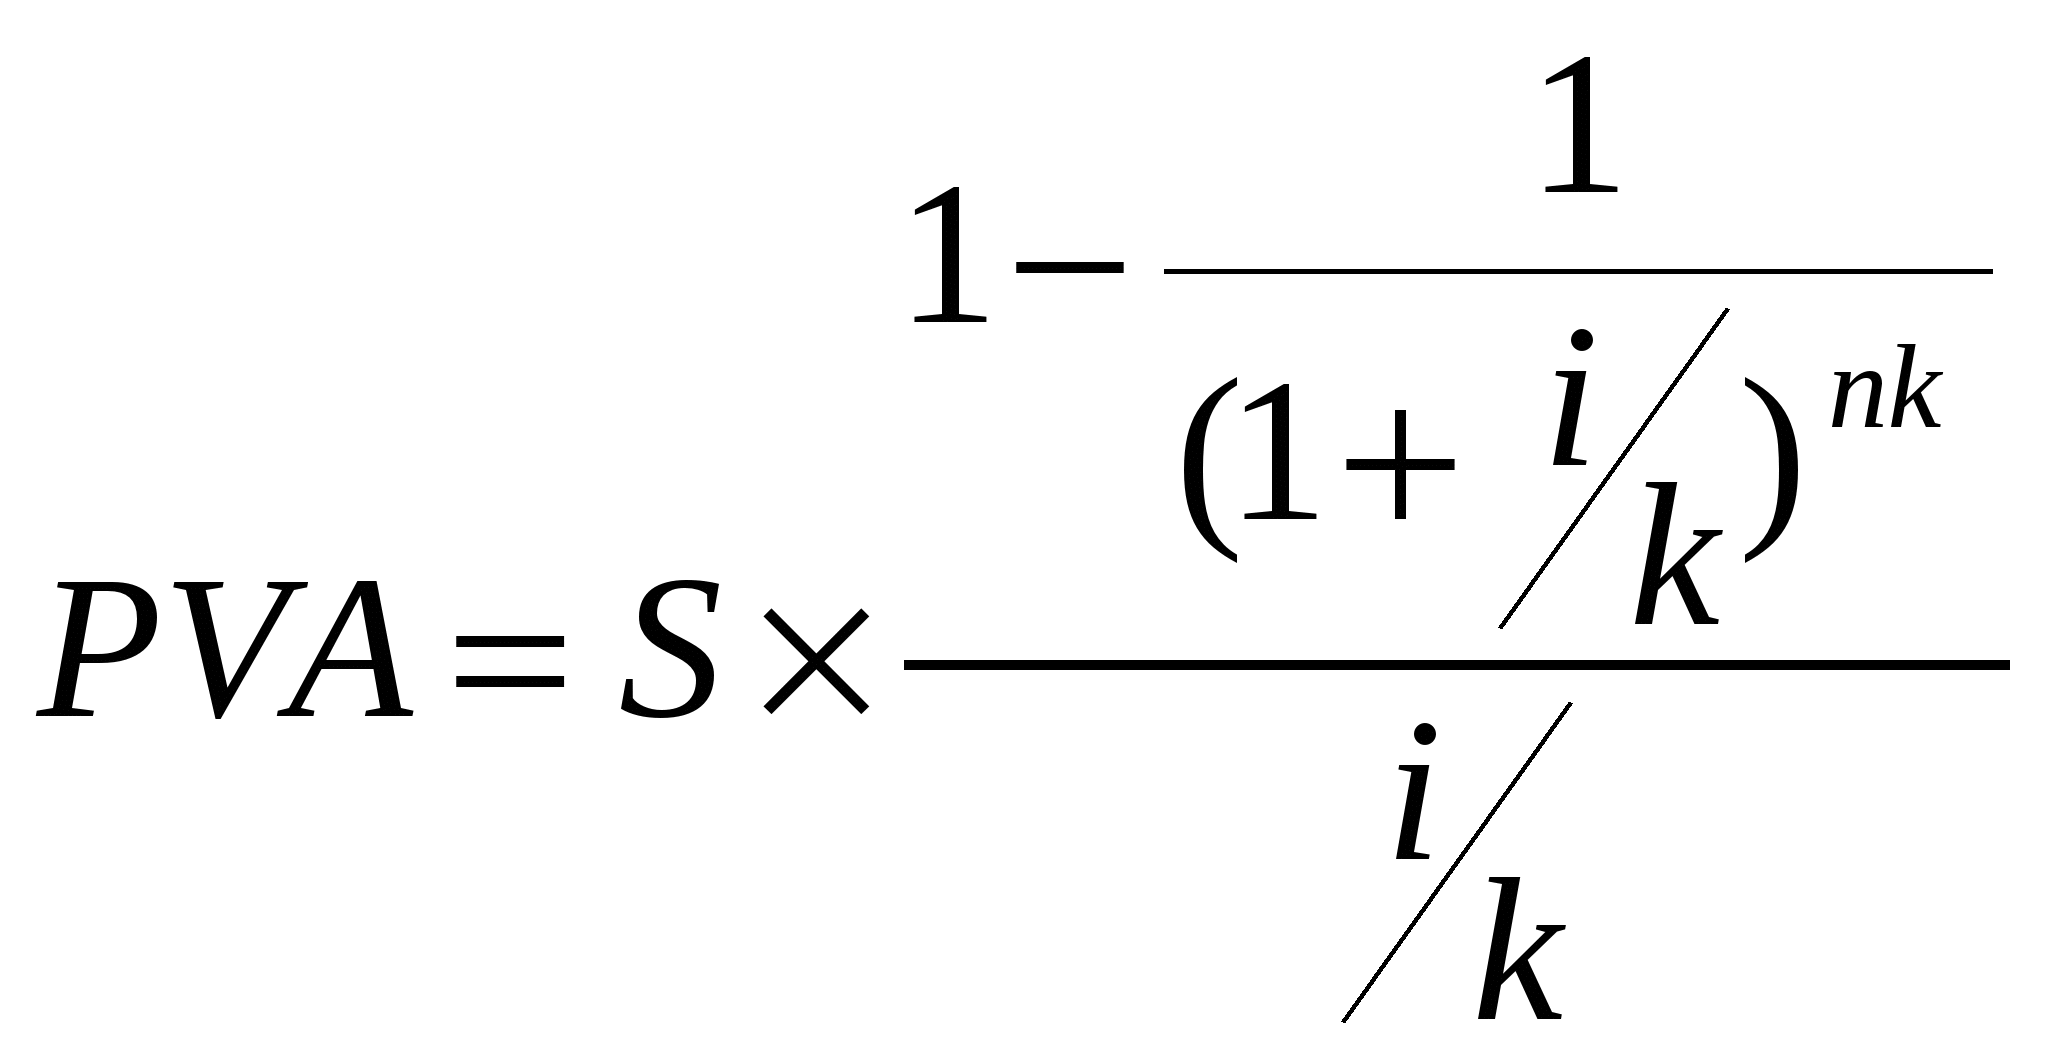 PVA = S × (1 − 1/(1 + i/k)^nk)/(i/k)